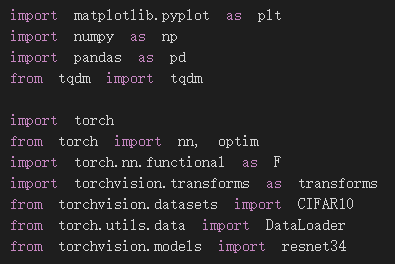 import matplotlib.pyplot as plt
import numpy as np
import pandas as pd
from tqdm import tqdm

import torch
from torch import nn, optim
import torch.nn.functional as F
import torchvision.transforms as transforms
from torchvision.datasets import CIFAR10
from torch.utils.data import DataLoader
from torchvision.models import resnet34